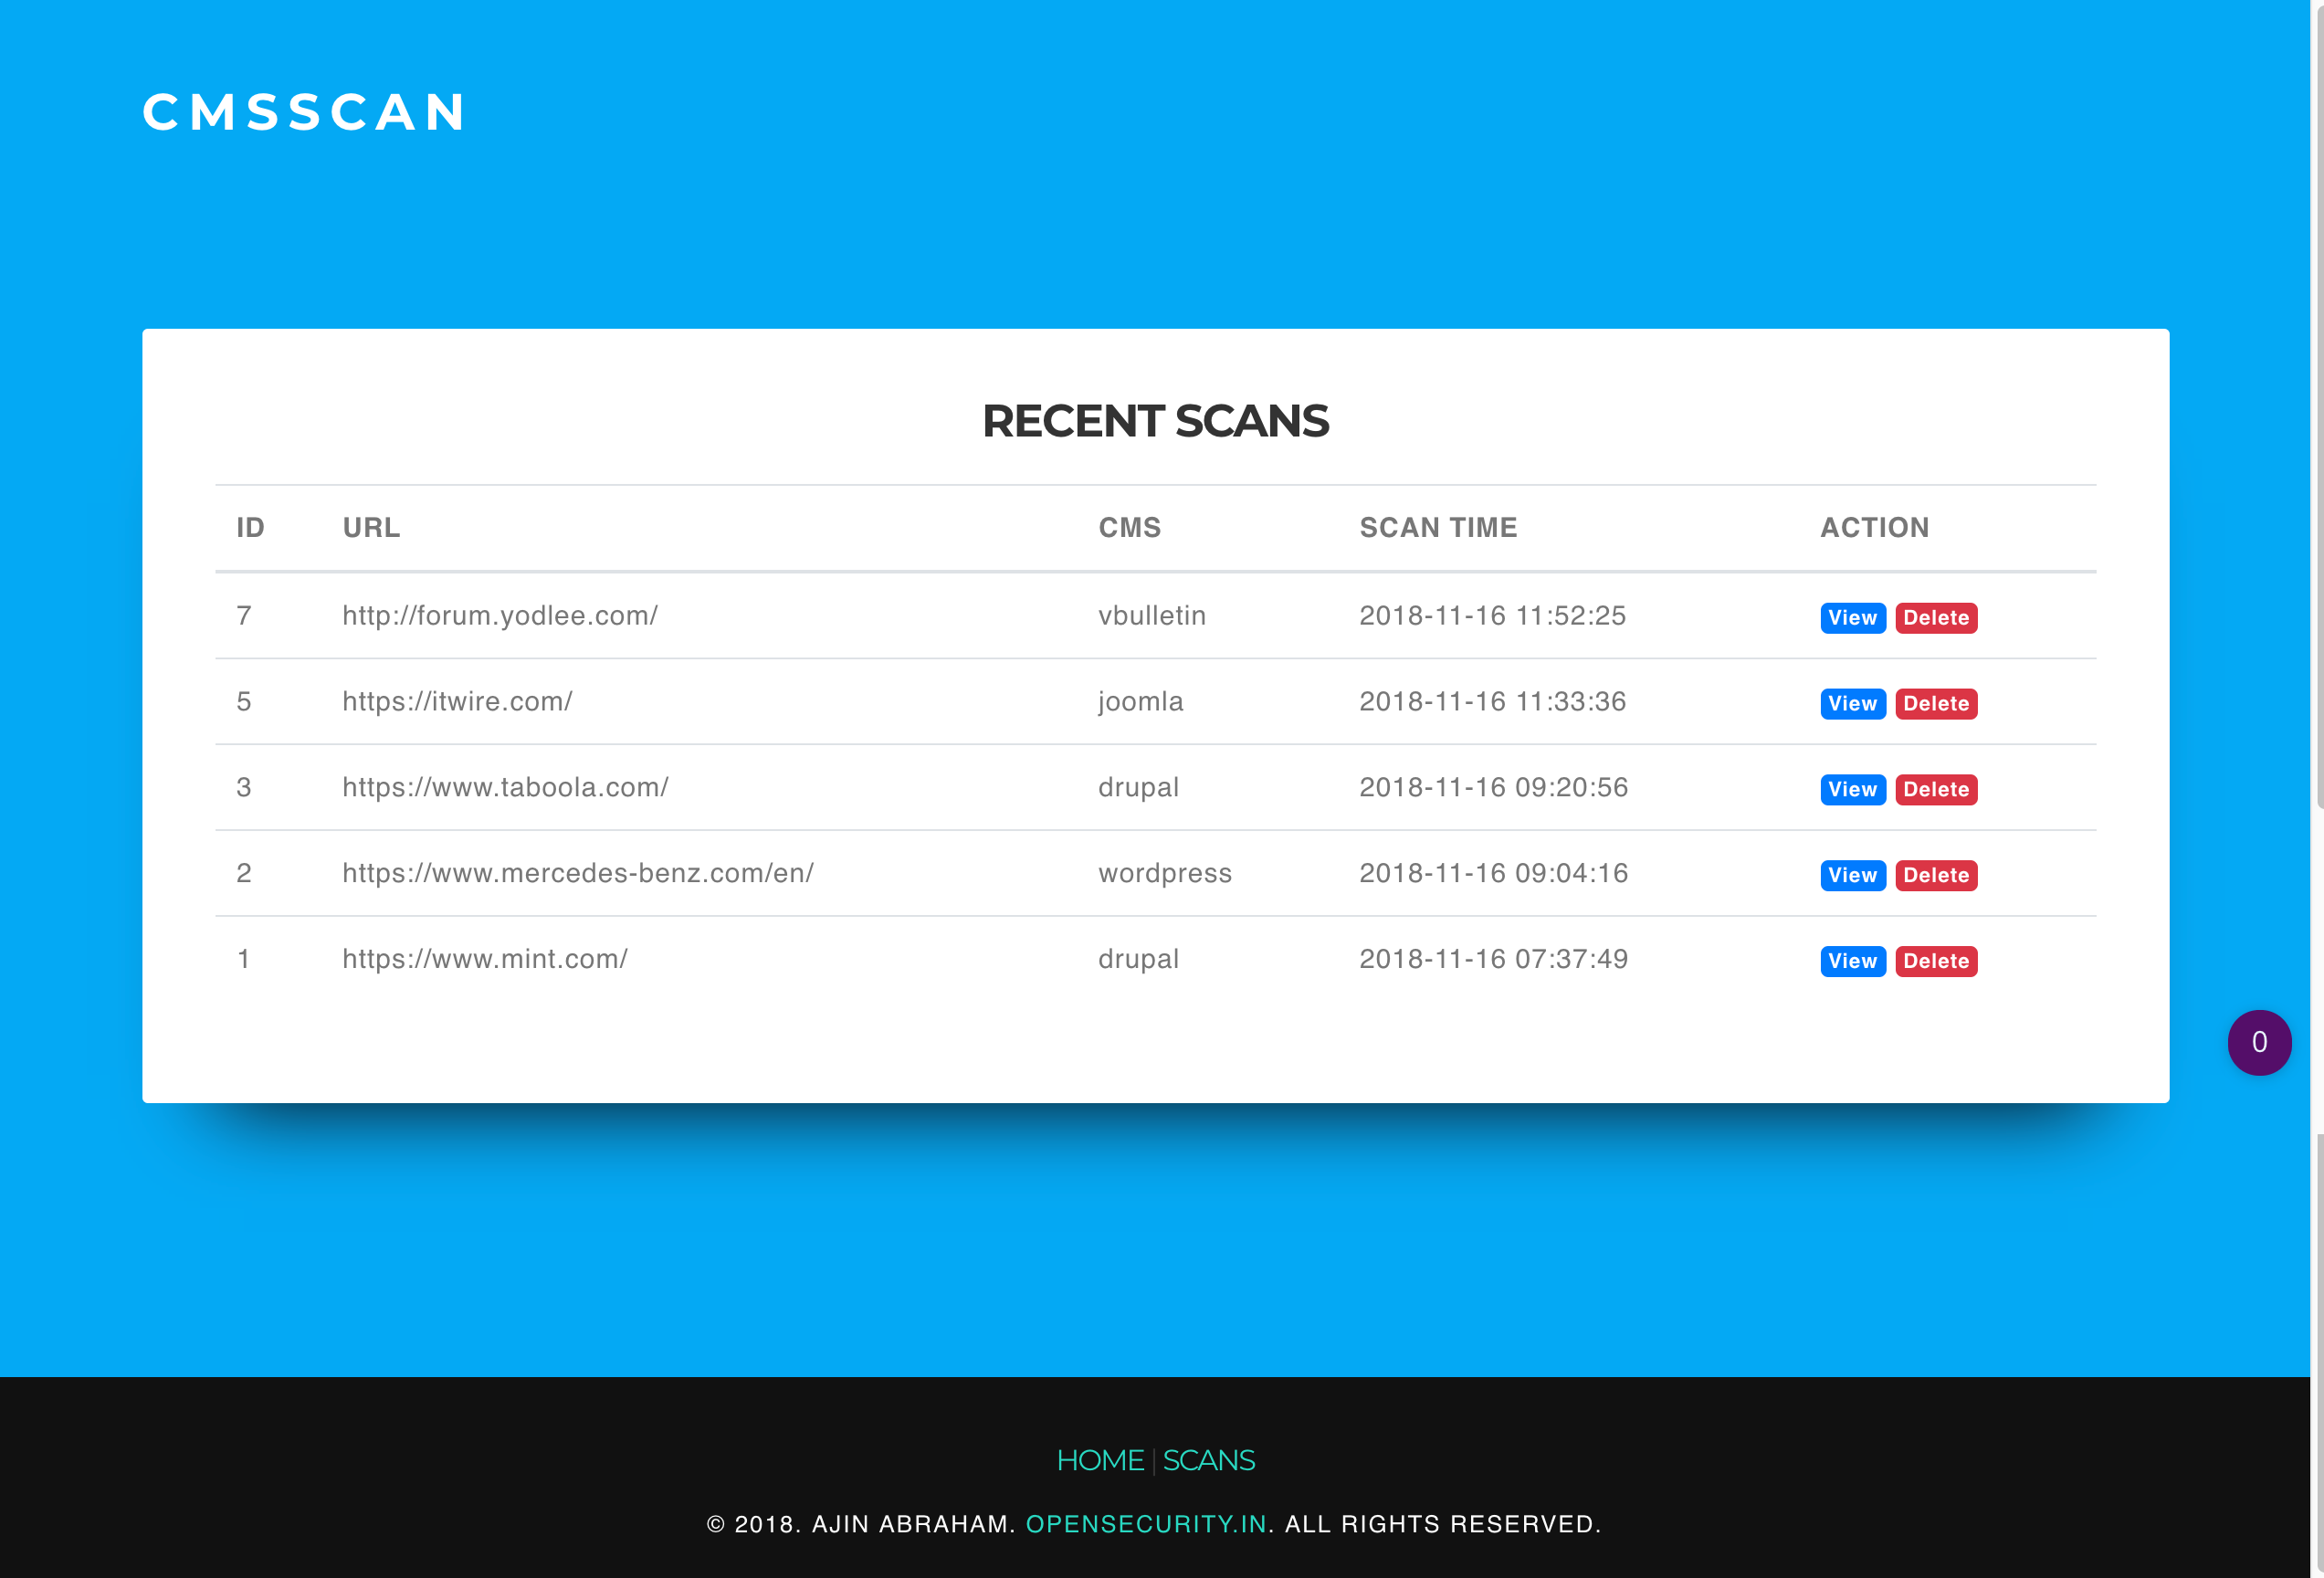 CMSSCAN
RECENT SCANS
ID URL CMS SCAN TIME ACTION
7 http://forum.yodlee.com/ vbulletin 2018-11-16 11:52:25 View Delete
5 https://itwire.com/ joomla 2018-11-16 11:33:36 View Delete
3 https://www.taboola.com/ drupal 2018-11-16 09:20:56 View Delete
2 https://www.mercedes-benz.com/en/ wordpress 2018-11-16 09:04:16 View Delete
1 https://www.mint.com/ drupal 2018-11-16 07:37:49 View Delete
0
HOME | SCANS
© 2018. AJIN ABRAHAM. OPENSECURITY.IN. ALL RIGHTS RESERVED.